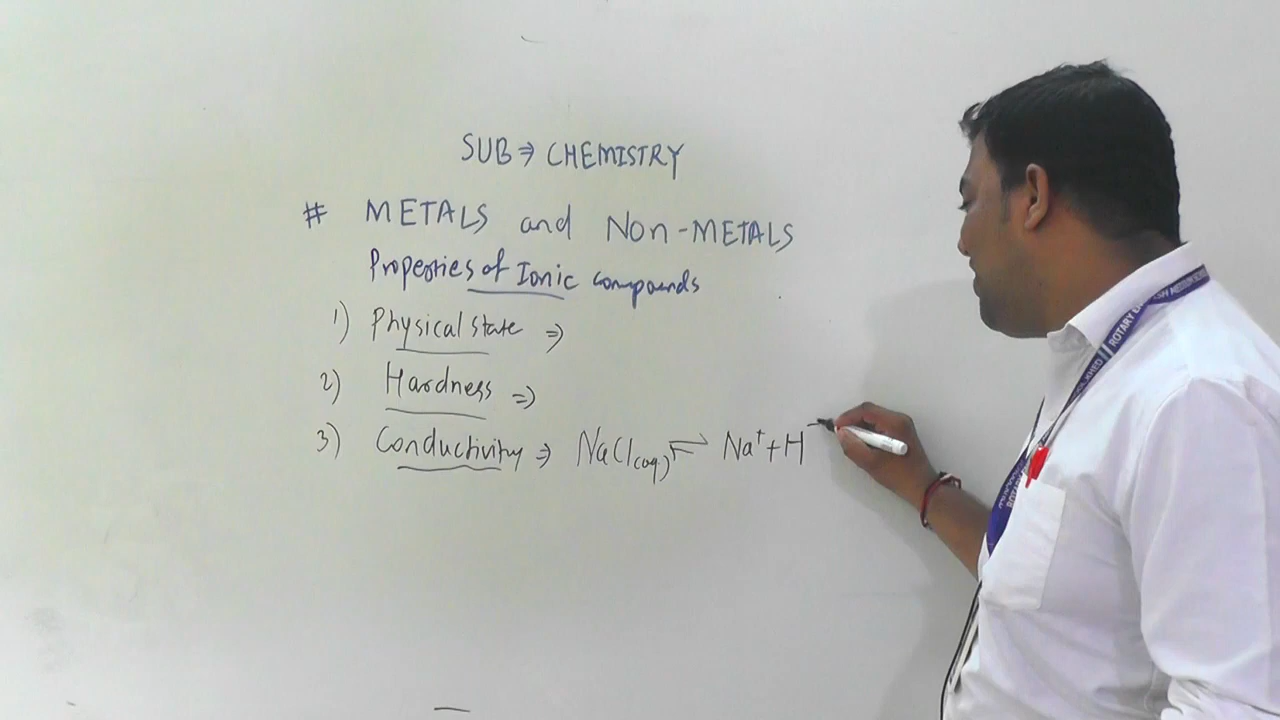 SUB ⇒ CHEMISTRY
# METALS and Non-METALS
Properties of Ionic compounds
1) Physical state ⇒
2) Hardness ⇒
3) Conductivity ⇒ NaCl(aq) ⇌ Na⁺ + H⁻
ROTARY